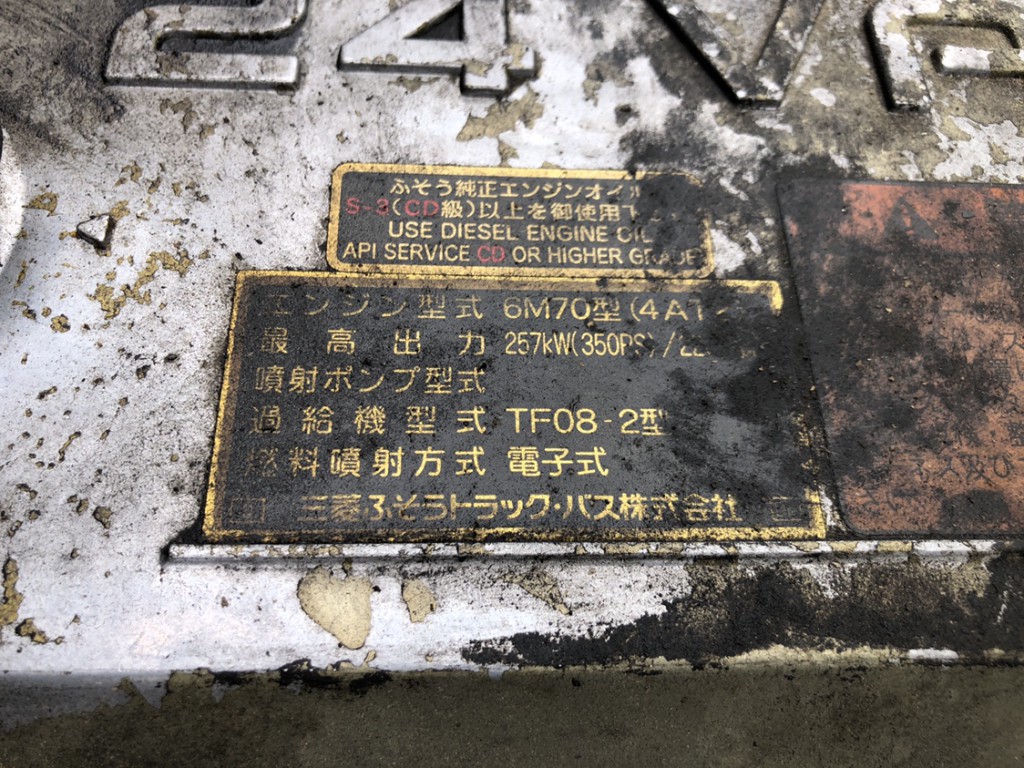 24
ふそう純正エンジンオイル
S-3(CD級)以上を御使用下
USE DIESEL ENGINE OIL
API SERVICE CD OR HIGHER GRADE
エンジン型式 6M70型(4AT
最高出力 257kW(350PS)/22
噴射ポンプ型式
過給機型式 TF08-2型
燃料噴射方式 電子式
三菱ふそうトラック・バス株式会社